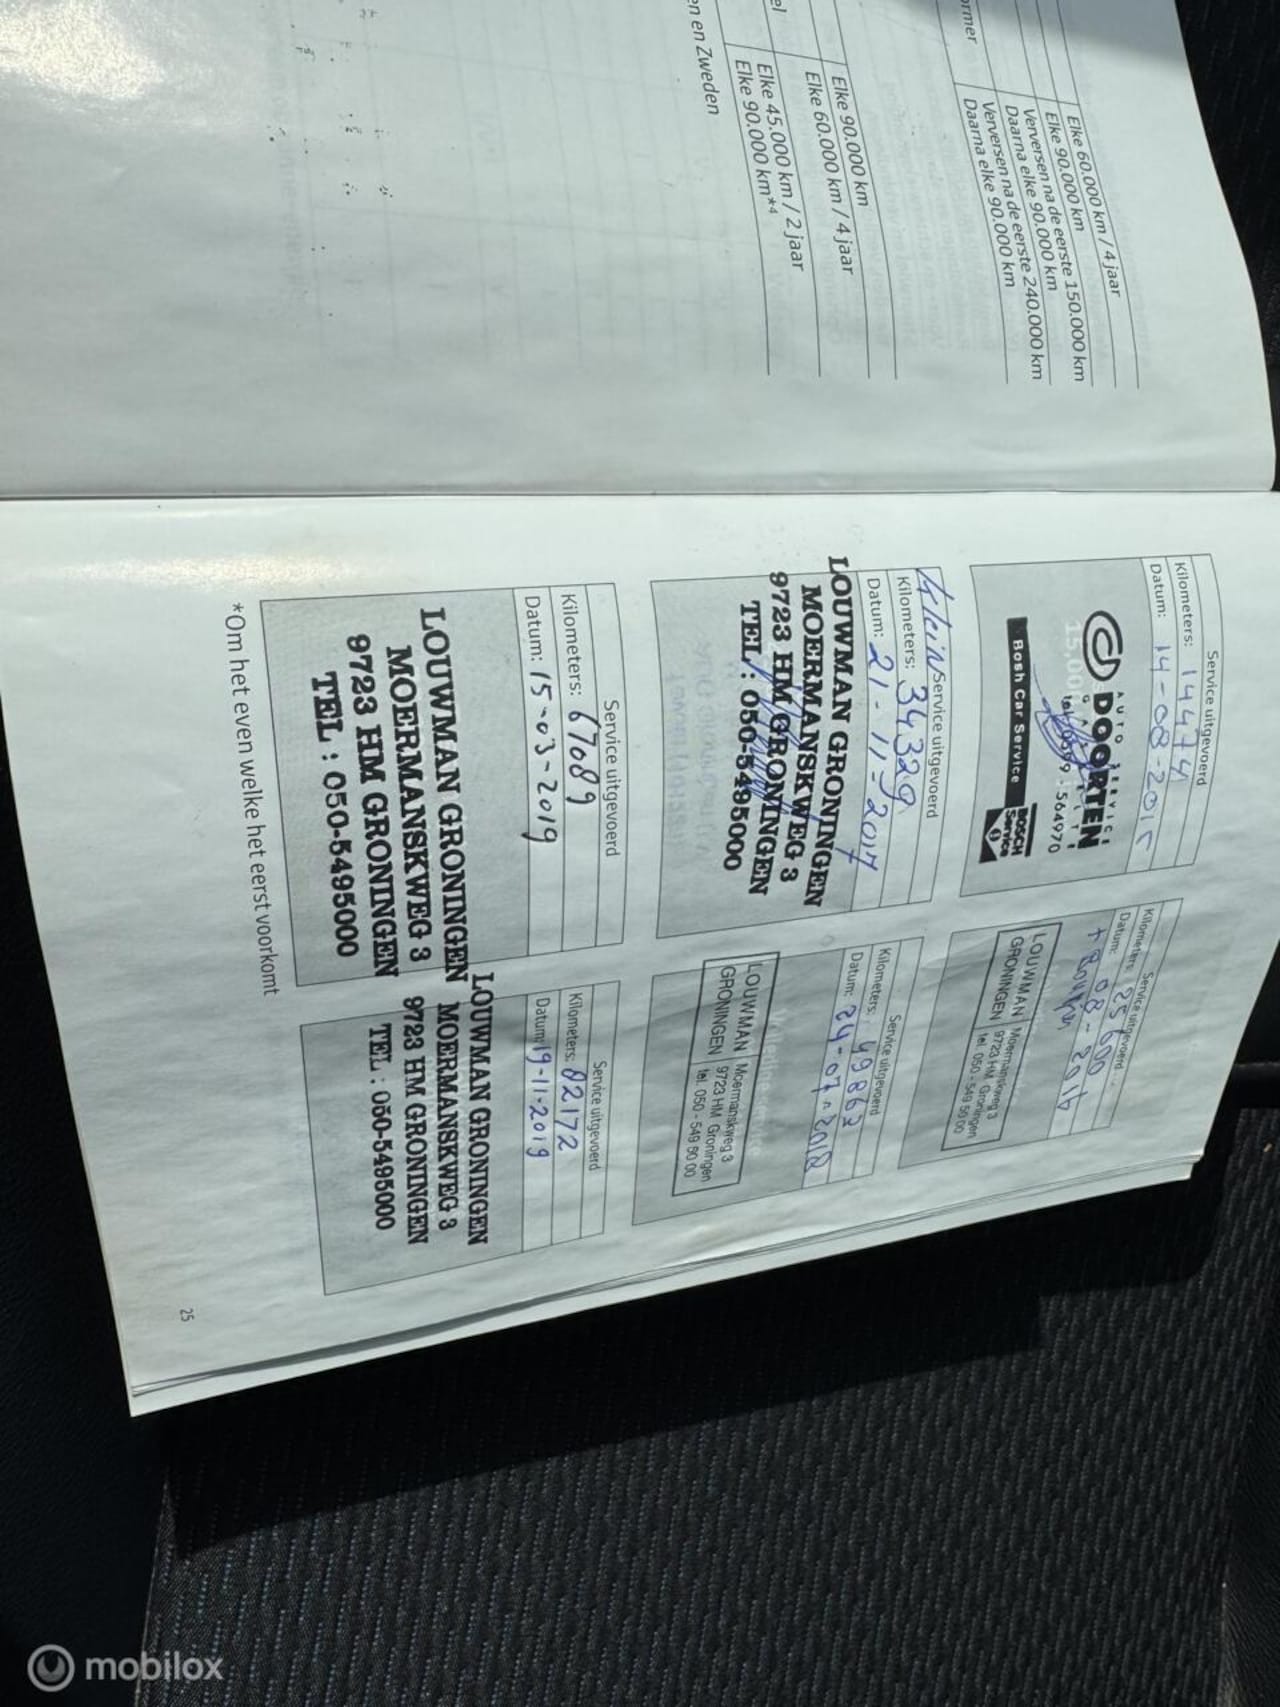 Elke 60.000 km / 4 jaar
Elke 90.000 km
Verversen na de eerste 150.000 km
Daarna elke 90.000 km
Verversen na de eerste 240.000 km
Daarna elke 90.000 km
Elke 90.000 km
Elke 60.000 km / 4 jaar
Elke 45.000 km / 2 jaar
Elke 90.000 km*⁴
en Zweden
Service uitgevoerd
Kilometers: 14474
Datum: 14-08-2015
AUTO SERVICE
DOORTEN
564970
Bosh Car Service
BOSCH
Service
Service uitgevoerd
Kilometers: 25600
Datum: 08-2016
LOUWMAN
GRONINGEN
Moermanskweg 3
9723 HM Groningen
tel. 050 - 549 50 00
Klein Service uitgevoerd
Kilometers: 34329
Datum: 21-11-2017
LOUWMAN GRONINGEN
MOERMANSKWEG 3
9723 HM GRONINGEN
TEL : 050-5495000
Service uitgevoerd
Kilometers: 49863
Datum: 24-07-2018
LOUWMAN
GRONINGEN
Moermanskweg 3
9723 HM Groningen
tel. 050 - 549 50 00
Service uitgevoerd
Kilometers: 67089
Datum: 15-03-2019
LOUWMAN GRONINGEN
MOERMANSKWEG 3
9723 HM GRONINGEN
TEL : 050-5495000
Service uitgevoerd
Kilometers: 82172
Datum: 19-11-2019
LOUWMAN GRONINGEN
MOERMANSKWEG 3
9723 HM GRONINGEN
TEL : 050-5495000
*Om het even welke het eerst voorkomt
25
mobilox